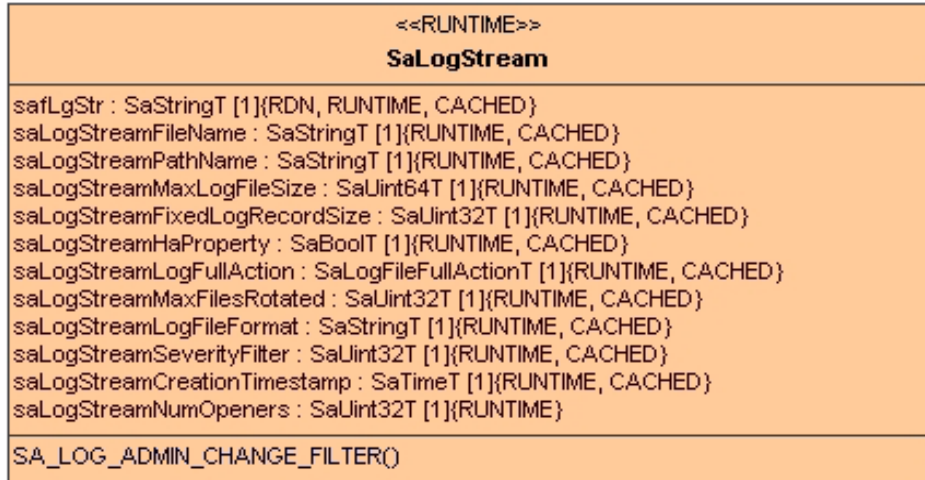 <<RUNTIME>>
SaLogStream
safLgStr : SaStringT [1]{RDN, RUNTIME, CACHED}
saLogStreamFileName : SaStringT [1]{RUNTIME, CACHED}
saLogStreamPathName : SaStringT [1]{RUNTIME, CACHED}
saLogStreamMaxLogFileSize : SaUint64T [1]{RUNTIME, CACHED}
saLogStreamFixedLogRecordSize : SaUint32T [1]{RUNTIME, CACHED}
saLogStreamHaProperty : SaBoolT [1]{RUNTIME, CACHED}
saLogStreamLogFullAction : SaLogFileFullActionT [1]{RUNTIME, CACHED}
saLogStreamMaxFilesRotated : SaUint32T [1]{RUNTIME, CACHED}
saLogStreamLogFileFormat : SaStringT [1]{RUNTIME, CACHED}
saLogStreamSeverityFilter : SaUint32T [1]{RUNTIME, CACHED}
saLogStreamCreationTimestamp : SaTimeT [1]{RUNTIME, CACHED}
saLogStreamNumOpeners : SaUint32T [1]{RUNTIME}
SA_LOG_ADMIN_CHANGE_FILTER()